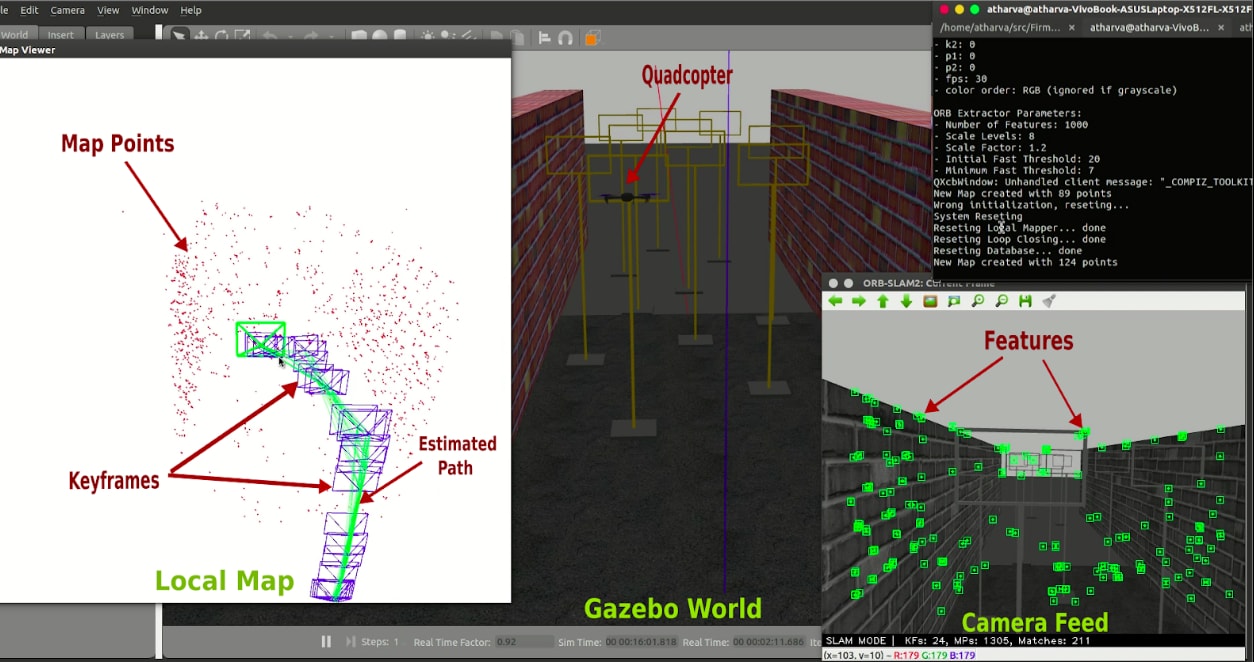 le Edit Camera View Window Help
World Insert Layers
Map Viewer
Map Points
Keyframes
Estimated
Path
Local Map
Quadcopter
Gazebo World
Steps: 1 Real Time Factor: 0.92 Sim Time: 00 00:16:01.818 Real Time: 00 00:02:11.686 Ite
atharva@atharva-VivoBook-ASUSLaptop-X512FL-X512F
/home/atharva/src/Firm... × atharva@atharva-VivoB... × ath
- k2: 0
- p1: 0
- p2: 0
- fps: 30
- color order: RGB (ignored if grayscale)
ORB Extractor Parameters:
- Number of Features: 1000
- Scale Levels: 8
- Scale Factor: 1.2
- Initial Fast Threshold: 20
- Minimum Fast Threshold: 7
QXcbWindow: Unhandled client message: "_COMPIZ_TOOLKIT
New Map created with 89 points
Wrong initialization, reseting...
System Reseting
Reseting Local Mapper... done
Reseting Loop Closing... done
Reseting Database... done
New Map created with 124 points
ORB-SLAM2: Current Frame
Features
Camera Feed
SLAM MODE | KFs: 24, MPs: 1305, Matches: 211
(x=103, y=10) ~ R:179 G:179 B:179